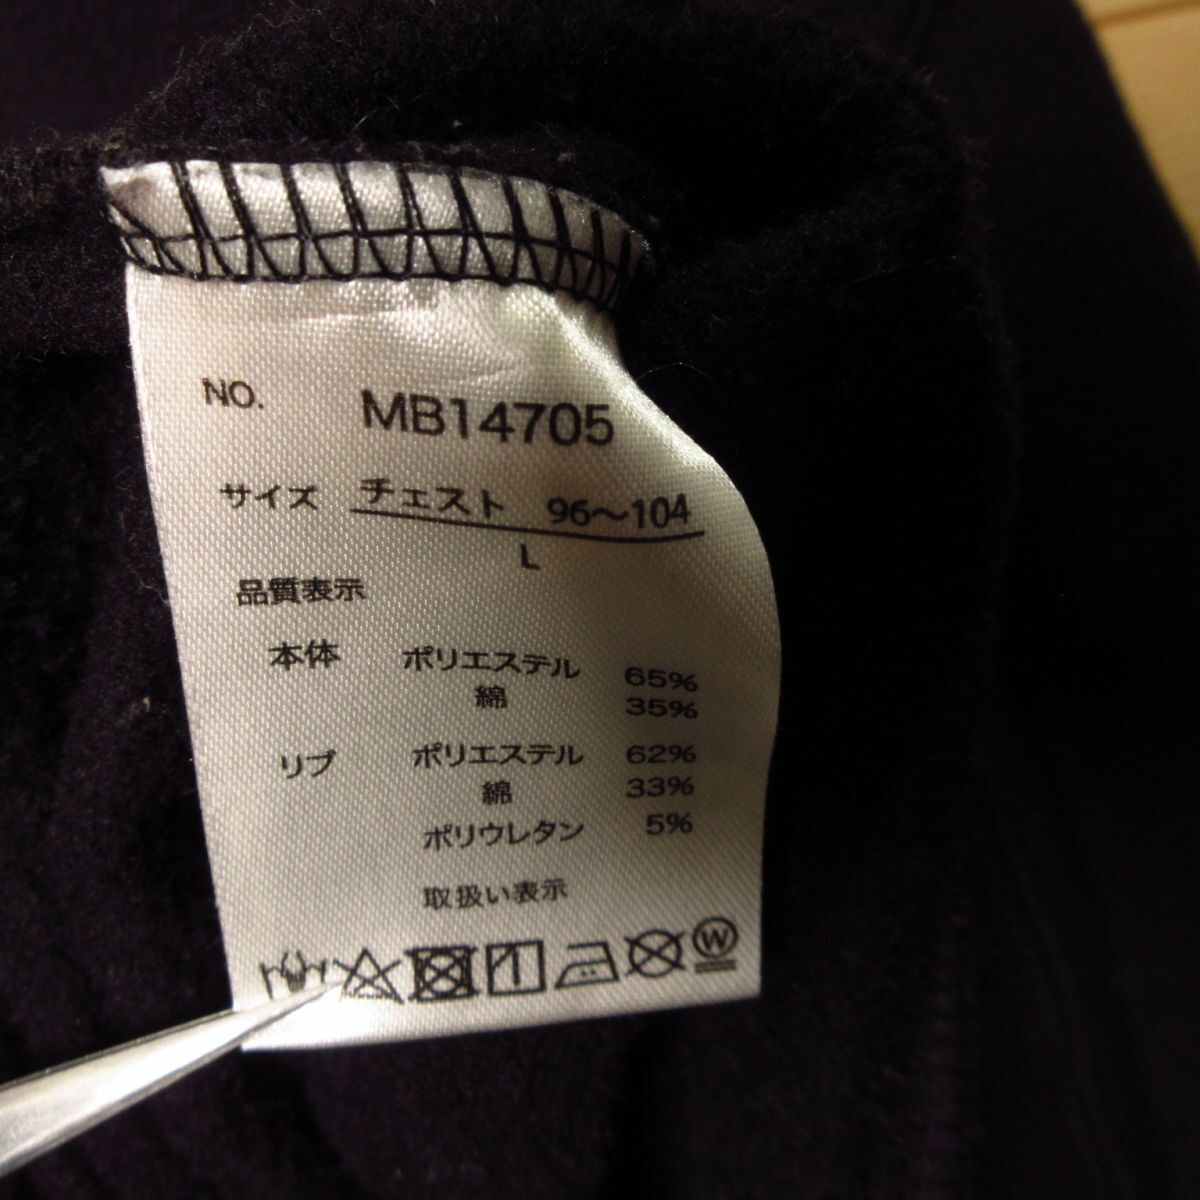 NO. MB14705
サイズ チェスト 96～104
L
品質表示
本体 ポリエステル 65%
綿 35%
リブ ポリエステル 62%
綿 33%
ポリウレタン 5%
取扱い表示
W